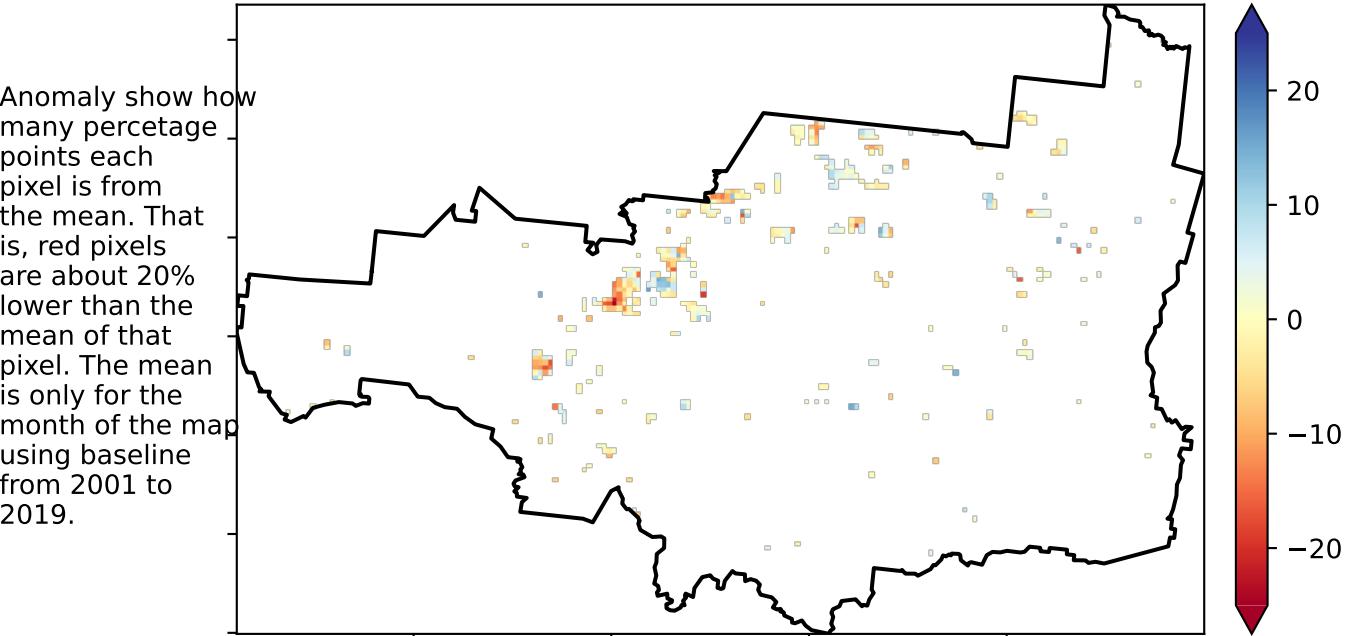 Anomaly show how
many percetage
points each
pixel is from
the mean. That
is, red pixels
are about 20%
lower than the
mean of that
pixel. The mean
is only for the
month of the map
using baseline
from 2001 to
2019.
20
10
0
−10
−20